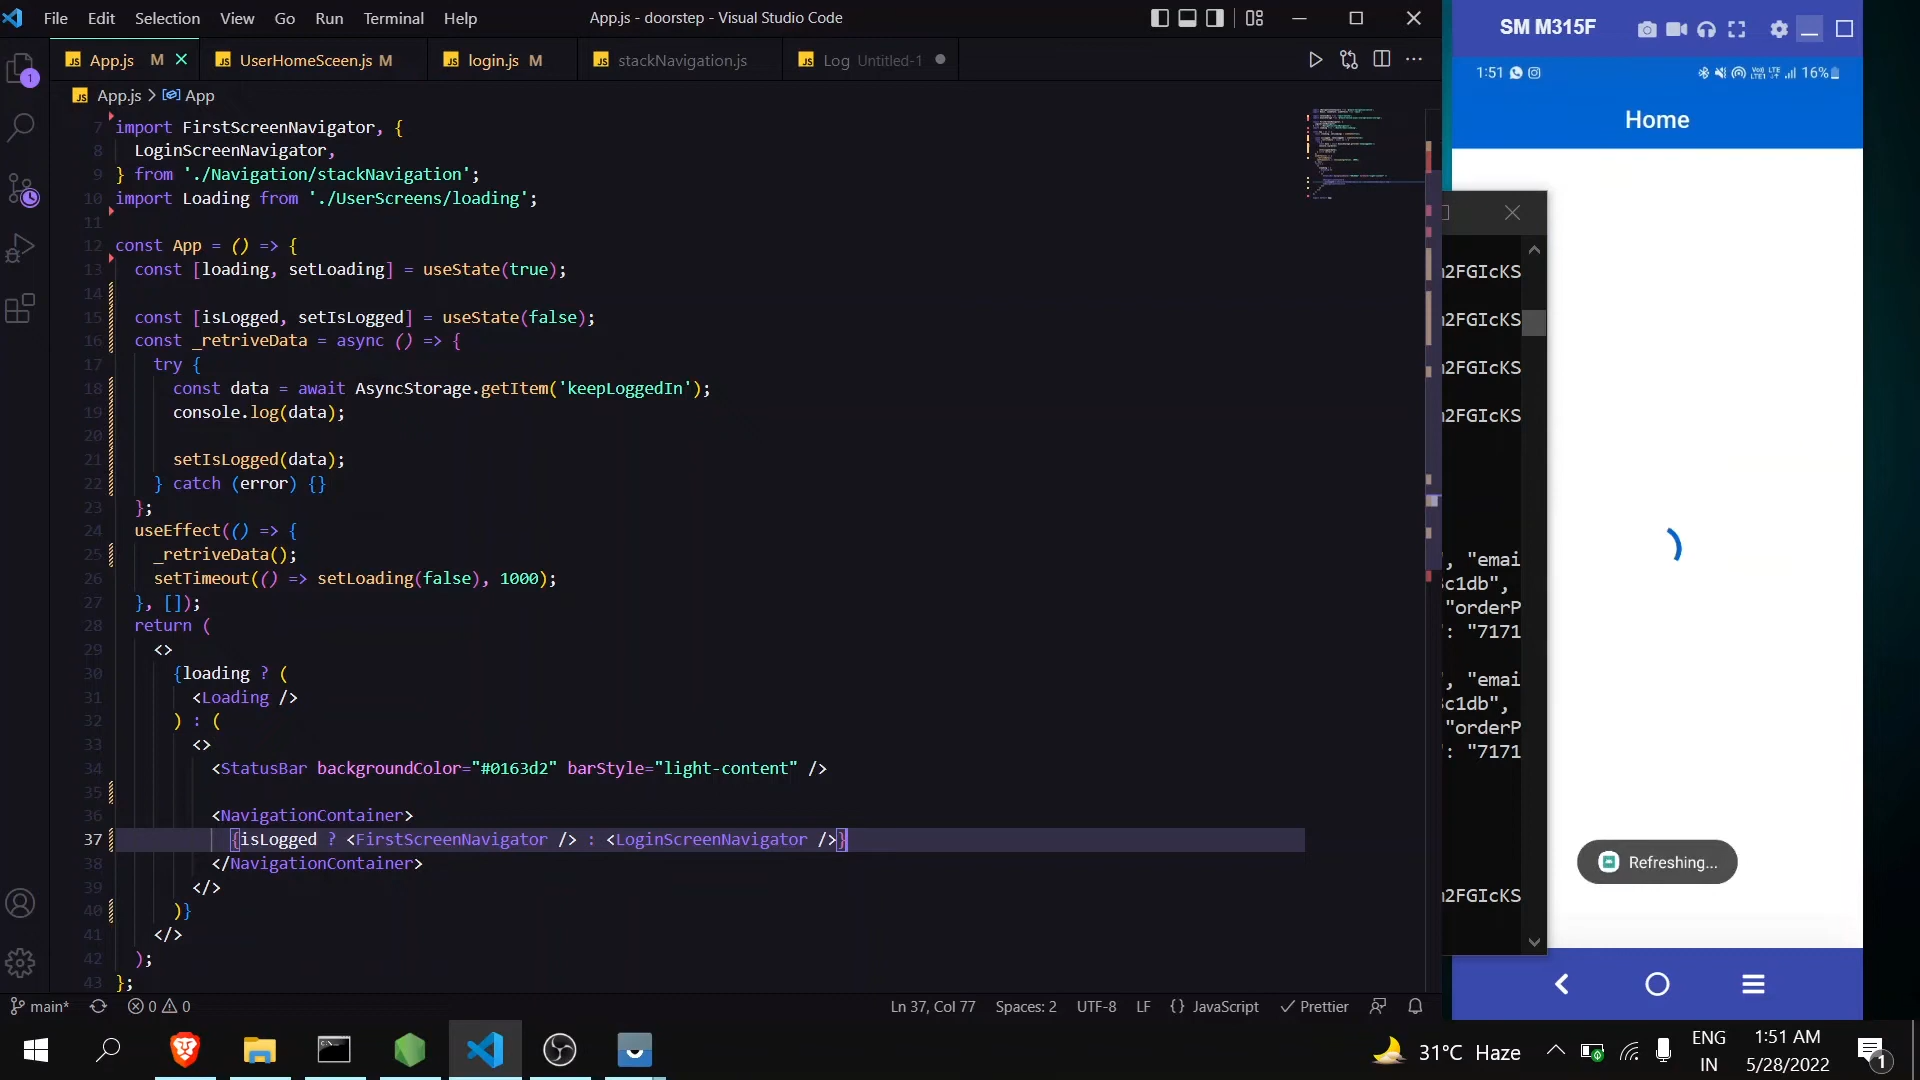 File Edit Selection View Go Run Terminal Help
App.js - doorstep - Visual Studio Code
App.js M
UserHomeSceen.js M
login.js M
stackNavigation.js
Log Untitled-1
1
App.js > App
7 import FirstScreenNavigator, {
8 LoginScreenNavigator,
9 } from './Navigation/stackNavigation';
10 import Loading from './UserScreens/loading';
11
12 const App = () => {
13 const [loading, setLoading] = useState(true);
14
15 const [isLogged, setIsLogged] = useState(false);
16 const _retriveData = async () => {
17 try {
18 const data = await AsyncStorage.getItem('keepLoggedIn');
19 console.log(data);
20
21 setIsLogged(data);
22 } catch (error) {}
23 };
24 useEffect(() => {
25 _retriveData();
26 setTimeout(() => setLoading(false), 1000);
27 }, []);
28 return (
29 <>
30 {loading ? (
31 <Loading />
32 ) : (
33 <>
34 <StatusBar backgroundColor="#0163d2" barStyle="light-content" />
35
36 <NavigationContainer>
37 {isLogged ? <FirstScreenNavigator /> : <LoginScreenNavigator />}
38 </NavigationContainer>
39 </>
40 )}
41 </>
42 );
43 };
main* 0 0
Ln 37, Col 77 Spaces: 2 UTF-8 LF {} JavaScript Prettier
SM M315F
1:51 16%
Home
m2FGIcKS
m2FGIcKS
m2FGIcKS
m2FGIcKS
", "emai
c1db",
"orderP
": "7171
", "emai
c1db",
"orderP
": "7171
m2FGIcKS
Refreshing...
31°C Haze
ENG
IN
1:51 AM
5/28/2022
1